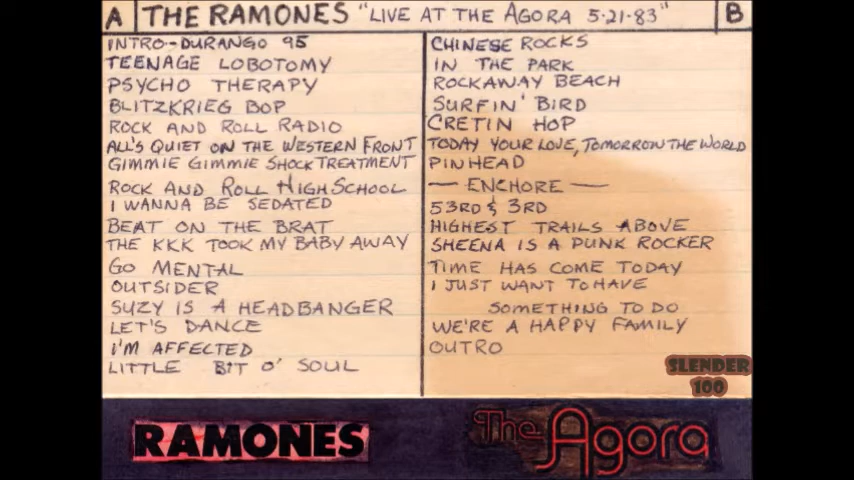 A THE RAMONES "LIVE AT THE AGORA 5-21-83" B
INTRO-DURANGO 95
TEENAGE LOBOTOMY
PSYCHO THERAPY
BLITZKRIEG BOP
ROCK AND ROLL RADIO
ALL'S QUIET ON THE WESTERN FRONT
GIMMIE GIMMIE SHOCK TREATMENT
ROCK AND ROLL HIGH SCHOOL
I WANNA BE SEDATED
BEAT ON THE BRAT
THE KKK TOOK MY BABY AWAY
GO MENTAL
OUTSIDER
SUZY IS A HEADBANGER
LET'S DANCE
I'M AFFECTED
LITTLE BIT O' SOUL
CHINESE ROCKS
IN THE PARK
ROCKAWAY BEACH
SURFIN' BIRD
CRETIN HOP
TODAY YOUR LOVE, TOMORROW THE WORLD
PINHEAD
— ENCHORE —
53RD & 3RD
HIGHEST TRAILS ABOVE
SHEENA IS A PUNK ROCKER
TIME HAS COME TODAY
I JUST WANT TO HAVE
SOMETHING TO DO
WE'RE A HAPPY FAMILY
OUTRO
SLENDER
100
RAMONES
The Agora